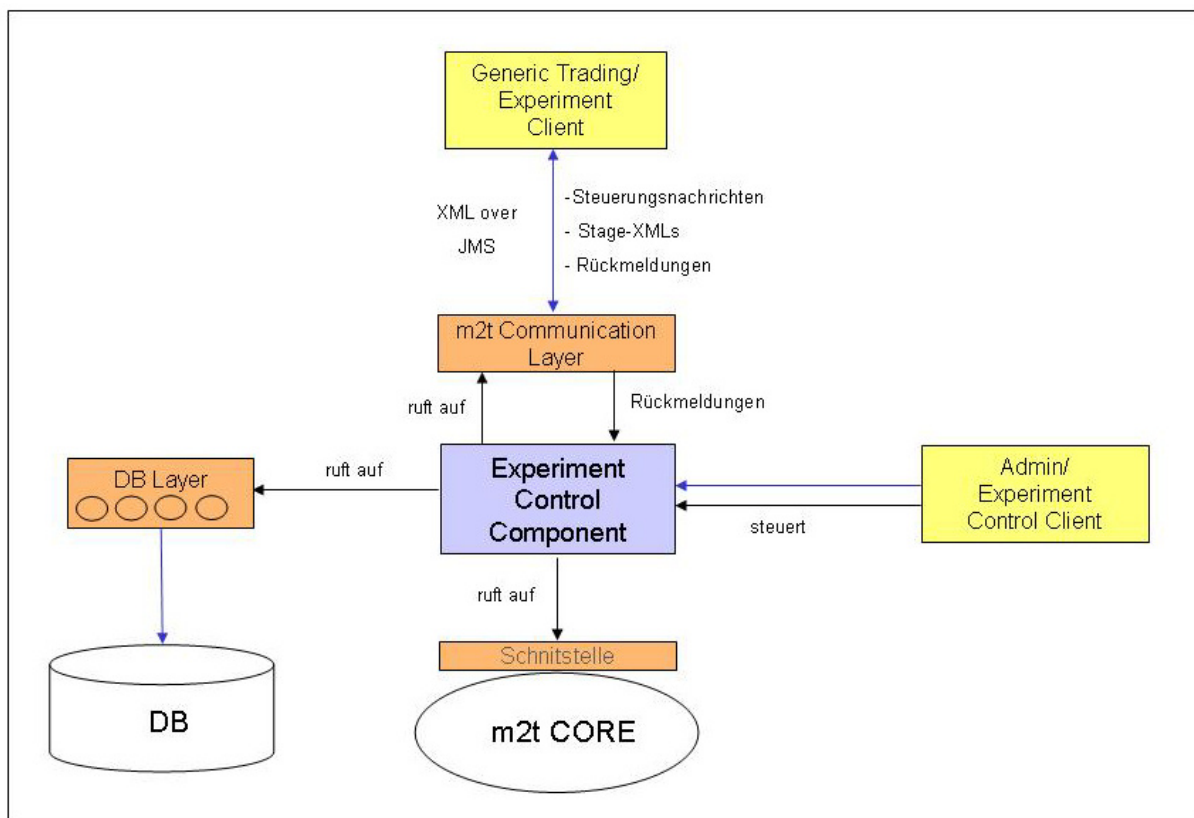 Generic Trading/
Experiment
Client
XML over
JMS
-Steuerungsnachrichten
- Stage-XMLs
- Rückmeldungen
m2t Communication
Layer
ruft auf
Rückmeldungen
DB Layer
ruft auf
Experiment
Control
Component
steuert
Admin/
Experiment
Control Client
ruft auf
Schnitstelle
DB
m2t CORE